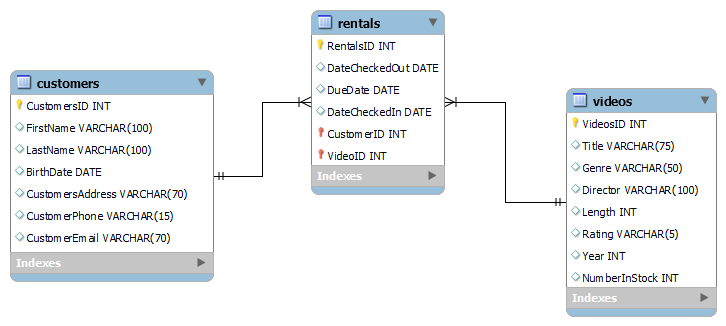 customers
CustomersID INT
FirstName VARCHAR(100)
LastName VARCHAR(100)
BirthDate DATE
CustomersAddress VARCHAR(70)
CustomerPhone VARCHAR(15)
CustomerEmail VARCHAR(70)
Indexes
rentals
RentalsID INT
DateCheckedOut DATE
DueDate DATE
DateCheckedIn DATE
CustomerID INT
VideoID INT
Indexes
videos
VideosID INT
Title VARCHAR(75)
Genre VARCHAR(50)
Director VARCHAR(100)
Length INT
Rating VARCHAR(5)
Year INT
NumberInStock INT
Indexes